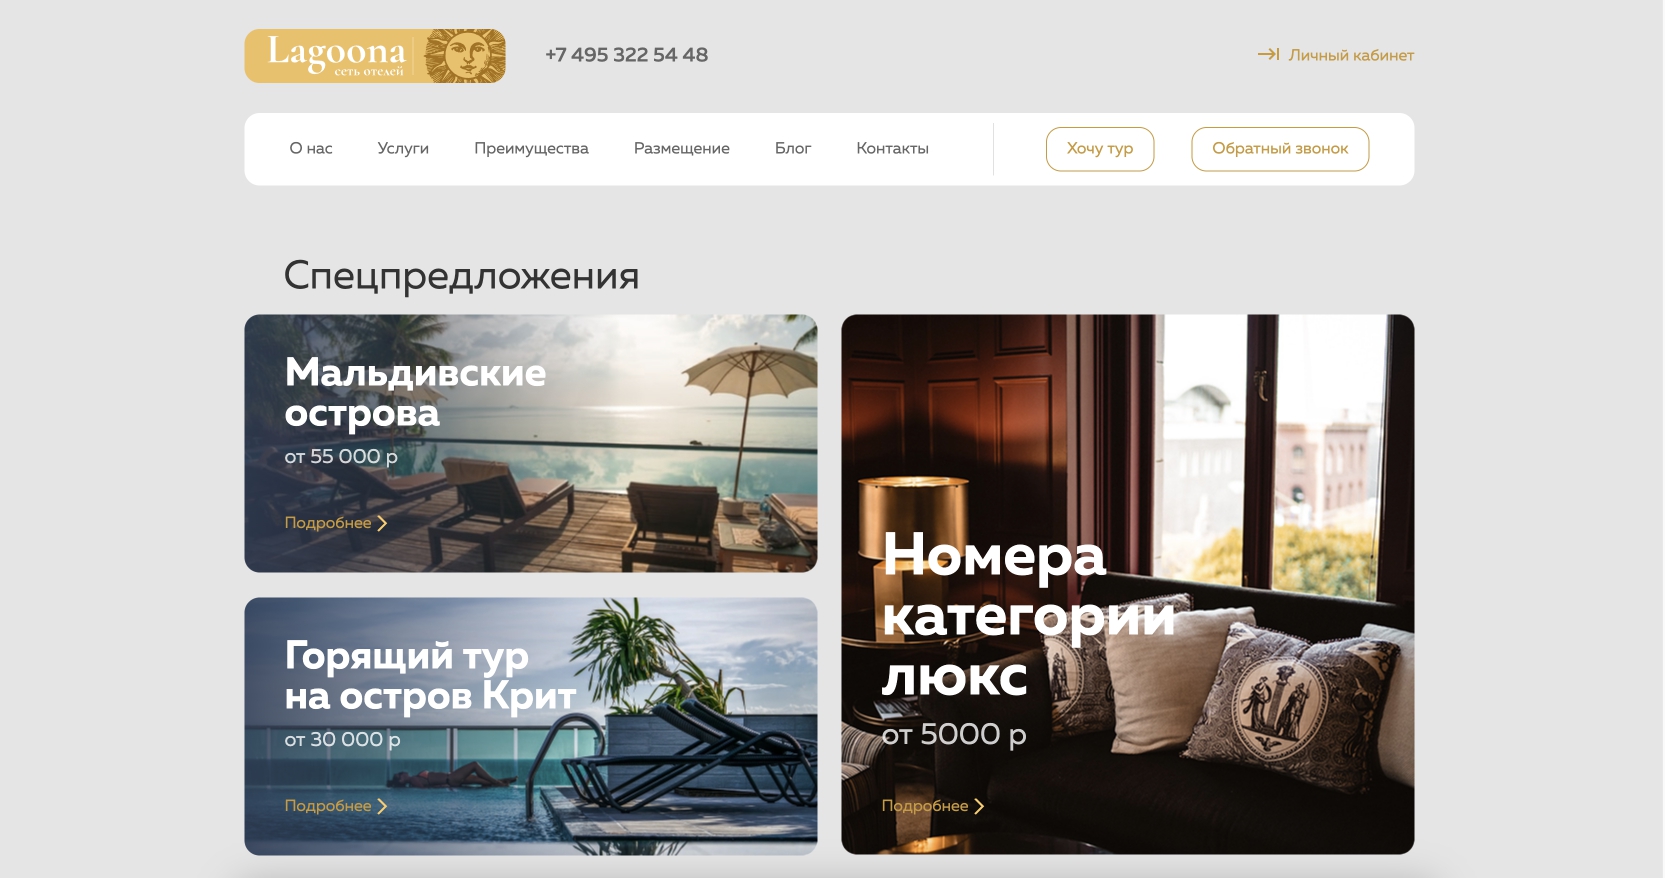 Lagoona
сеть отелей
+7 495 322 54 48
Личный кабинет
О нас
Услуги
Преимущества
Размещение
Блог
Контакты
Хочу тур
Обратный звонок
Спецпредложения
Мальдивские
острова
от 55 000 р
Подробнее
Горящий тур
на остров Крит
от 30 000 р
Подробнее
Номера
категории
люкс
от 5000 р
Подробнее